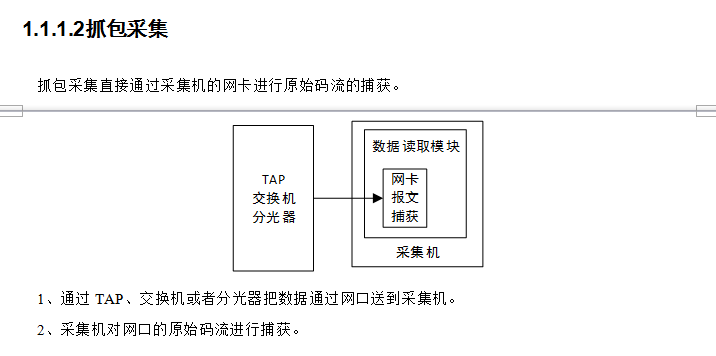 1.1.1.2抓包采集
抓包采集直接通过采集机的网卡进行原始码流的捕获。
TAP
交换机
分光器
数据读取模块
网卡
报文
捕获
采集机
1、通过 TAP、交换机或者分光器把数据通过网口送到采集机。
2、采集机对网口的原始码流进行捕获。